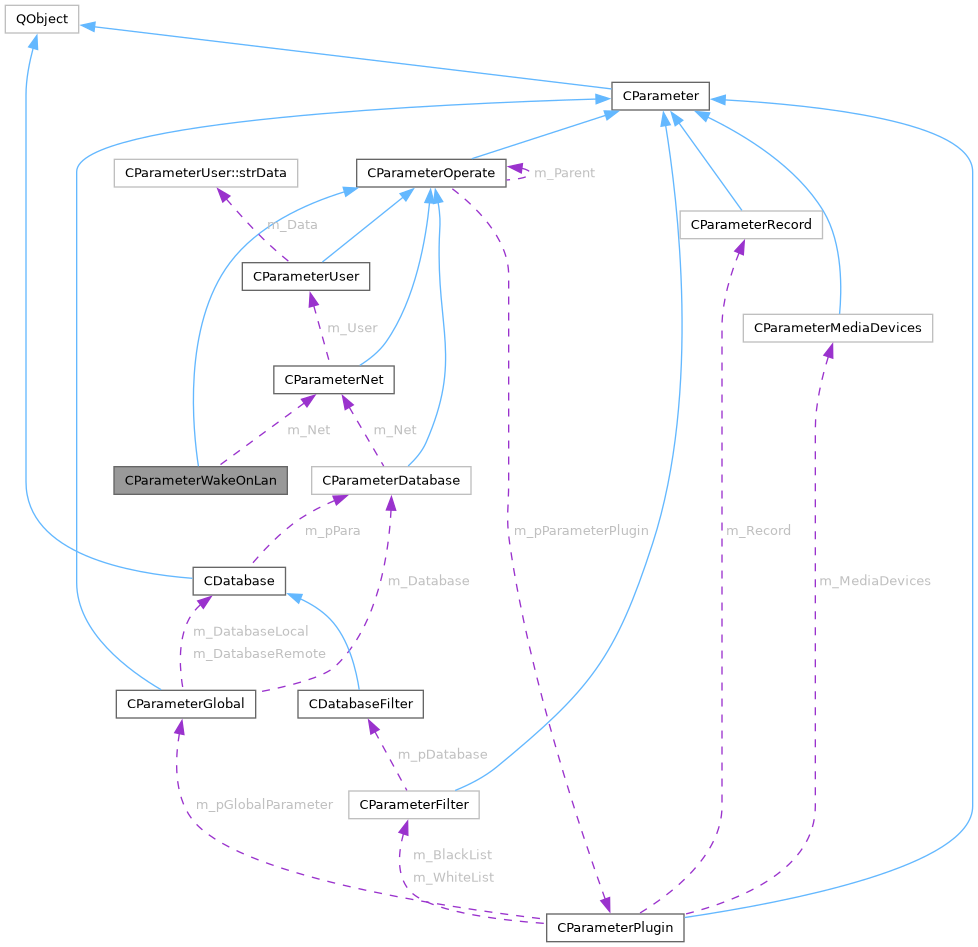 QObject
CParameter
CParameterUser::strData
CParameterOperate
m_Parent
m_Data
CParameterRecord
CParameterUser
m_User
CParameterMediaDevices
CParameterNet
m_Net
m_Net
CParameterWakeOnLan
CParameterDatabase
m_pPara
m_pParameterPlugin
m_Record
CDatabase
m_Database
m_MediaDevices
m_DatabaseLocal
m_DatabaseRemote
CParameterGlobal
CDatabaseFilter
m_pDatabase
m_pGlobalParameter
CParameterFilter
m_BlackList
m_WhiteList
CParameterPlugin